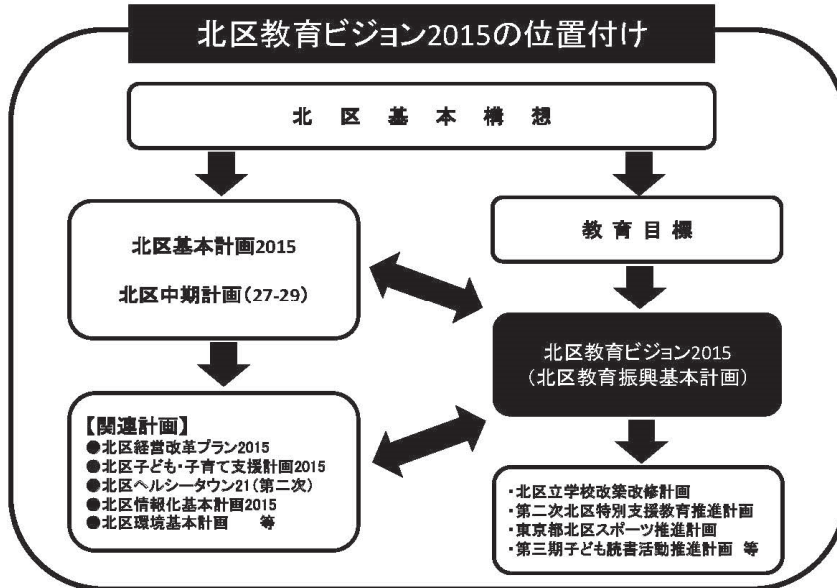 北区教育ビジョン2015の位置付け
北区基本構想
北区基本計画2015
北区中期計画(27-29)
教育目標
北区教育ビジョン2015
(北区教育振興基本計画)
【関連計画】
●北区経営改革プラン2015
●北区子ども・子育て支援計画2015
●北区ヘルシータウン21(第二次)
●北区情報化基本計画2015
●北区環境基本計画 等
・北区立学校改築改修計画
・第二次北区特別支援教育推進計画
・東京都北区スポーツ推進計画
・第三期子ども読書活動推進計画 等